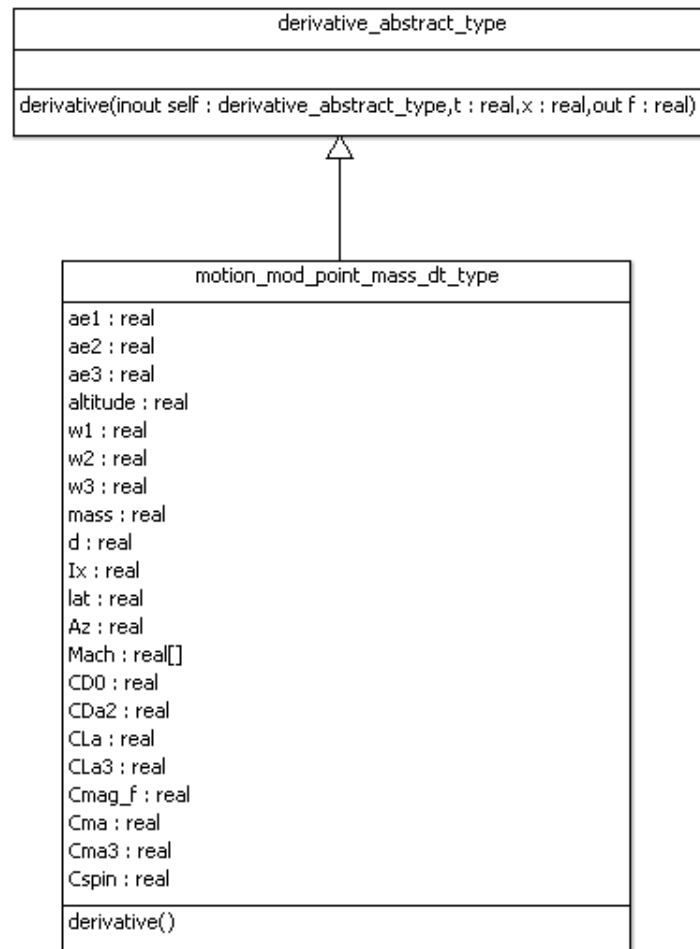 derivative_abstract_type
derivative(inout self : derivative_abstract_type,t : real,x : real,out f : real)
motion_mod_point_mass_dt_type
ae1 : real
ae2 : real
ae3 : real
altitude : real
w1 : real
w2 : real
w3 : real
mass : real
d : real
Ix : real
lat : real
Az : real
Mach : real[]
CD0 : real
CDa2 : real
CLa : real
CLa3 : real
Cmag_f : real
Cma : real
Cma3 : real
Cspin : real
derivative()